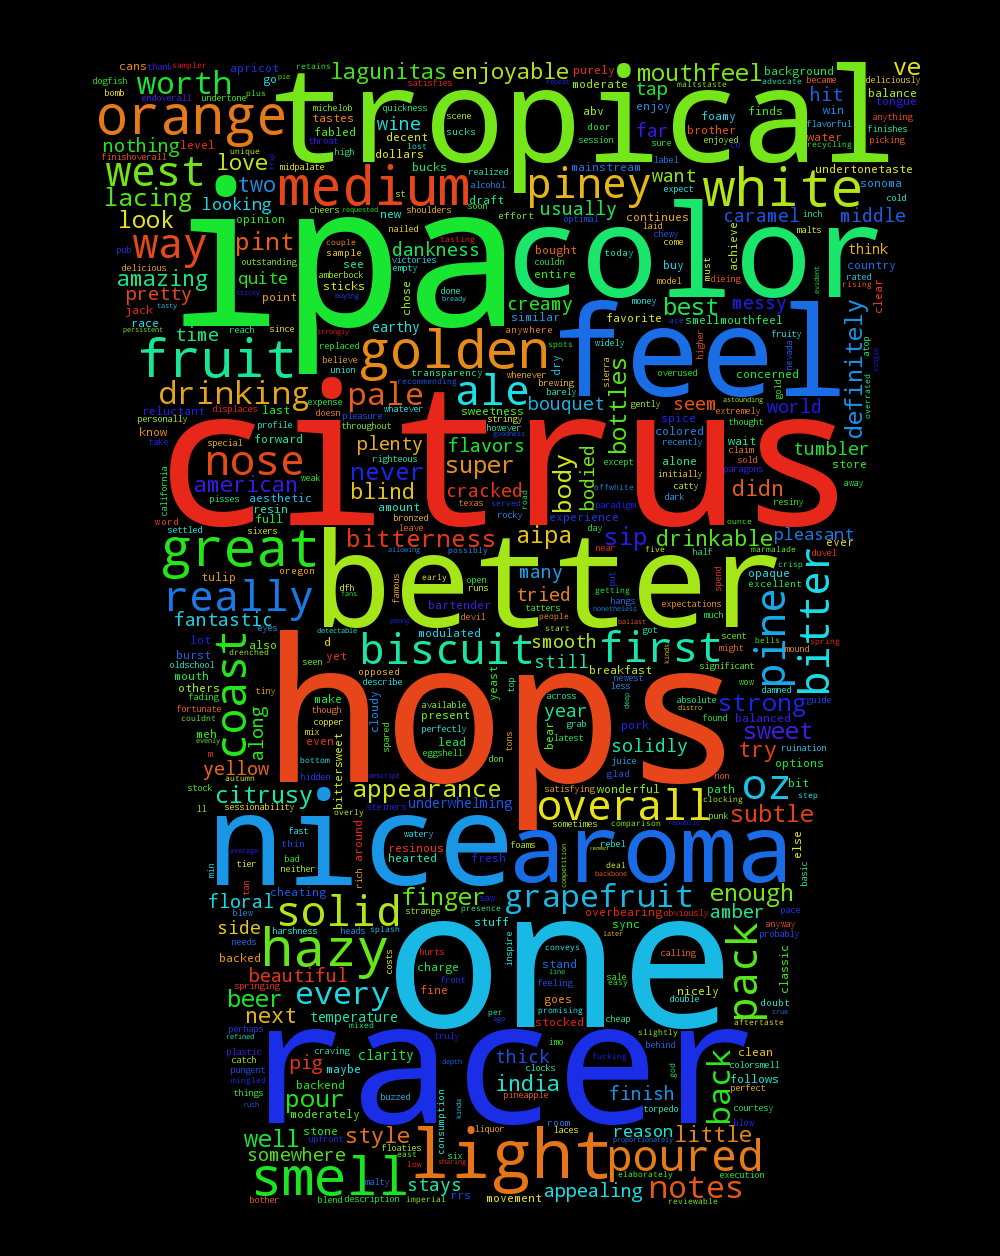 cans thank sampler apricot retains lagunitas enjoyable purely mouthfeel background ve
dogfish worth go satisfies moderate tap advocate deliciously
bomb endoverall undertone plus pie tropical abv enjoy hit balance tongue
orange michelob quickness scene finds foamy win anything
tastes wine door far brother water flavorful finishes
nothing level fabled decent sucks session sure enjoyed recycling picking
finishoverall unique throat high lost dollars label undertonetaste
west love midpalate bucks realized mainstream want expect sonoma
lacing two medium st draft alcohol piney white cold
looking cheers requested shoulders soon effort usually continues optimal caramel inch middle
look opinion new tasting nailed laid chewy malts
way pint couple dankness color come think
pub outstanding sample victories bought today couldn achieve
delicious ipa see empty entire buy must country
amazing quite amberbock sticks done model dieing rated rising
sticky point buying bready creamy best messy clear evident
pretty tasty chose similar favorite smellmouthfeel
jack race since earthy anywhere feel fruity definitely
persistent time reach strongly replaced golden spots widely higher nevada atop
fruit believe whenever dry concerned single
union transparency brewing sierra overused gold overrated
drinking displaces expense pale recommending ale barely gently astounding
reluctant last doesn pleasure whatever sweetness bouquet bottles seem extremely world
personally profile throughout stringy colored spice thought
know however goodness recently wait tumbler
take special forward plenty flavors body bodied alone claim store
nose righteous except initially sold
american weak never super offwhite catty paragons resiny away
california pisses aesthetic blind cracked paradigm dark didn
resin amount texas served road rocky experience ounce
word full bronzed
settled sixers leave citrus day
great bitterness aipa sip drinkable pleasant
near five half marmalade ever
tulip oregon dfh early many possibly crisp duvel
fans famous open runs better put getting opaque excellent
really bartender devil tried hangs spend expectations
penny tatters people nonetheless much pine bitter
fantastic detectable modulated start ballast
eyes d smooth got scent bells spring
lot also drenched biscuit first might mound
burst seen yet opposed still kinds significant wow
oldschool mouth describe yeast top breakfast newest damned
others coast tiny less deep strong guide
fading make cloudy available across absolute
fortunate though copper present year distro balanced
couldnt along mix perfectly grab pork found sweet
meh even spared lead bear latest solidly
evenly m hops eggshell tons juice non try
yellow bottom don glad options
autumn hidden descript satisfying wonderful path oz bit
stock citrusy bittersweet appearance clocking step
ll sessionability steiners underwhelming overall punk subtle
overly sometimes comparison
fast watery foams rebel
nice thin resinous aroma else
average around hearted fresh deal
min tier bad neither rich competition backbone basic
tan cheating saw grapefruit enough
floral finger strange presence overbearing obviously amber pace
blew solid heads splash stuff sync anyway
side harshness inspire later probably
needs hurts conveys calling pack classic
backed hazy costs one stand line
beautiful charge front feeling sale easy nicely
springing fine goes double doubt true
beer every promising
next temperature per stocked cheap aftertaste
mixed ago slightly
perhaps refined truly imo behind
plastic craving clarity racer thick fucking clean
catch pig depth god colorsmell
pungent maybe clocks india follows
mingled things backend pineapple perfect
rush pour buzzed kinda finish back courtesy
moderately consumption torpedo blow
stone liquor room
well upfront style floaties light laces reason little
somewhere east proportionately
low six sharing poured execution
smell malty stays appealing elaborately notes
bother blend description imperial rrs movement reviewable